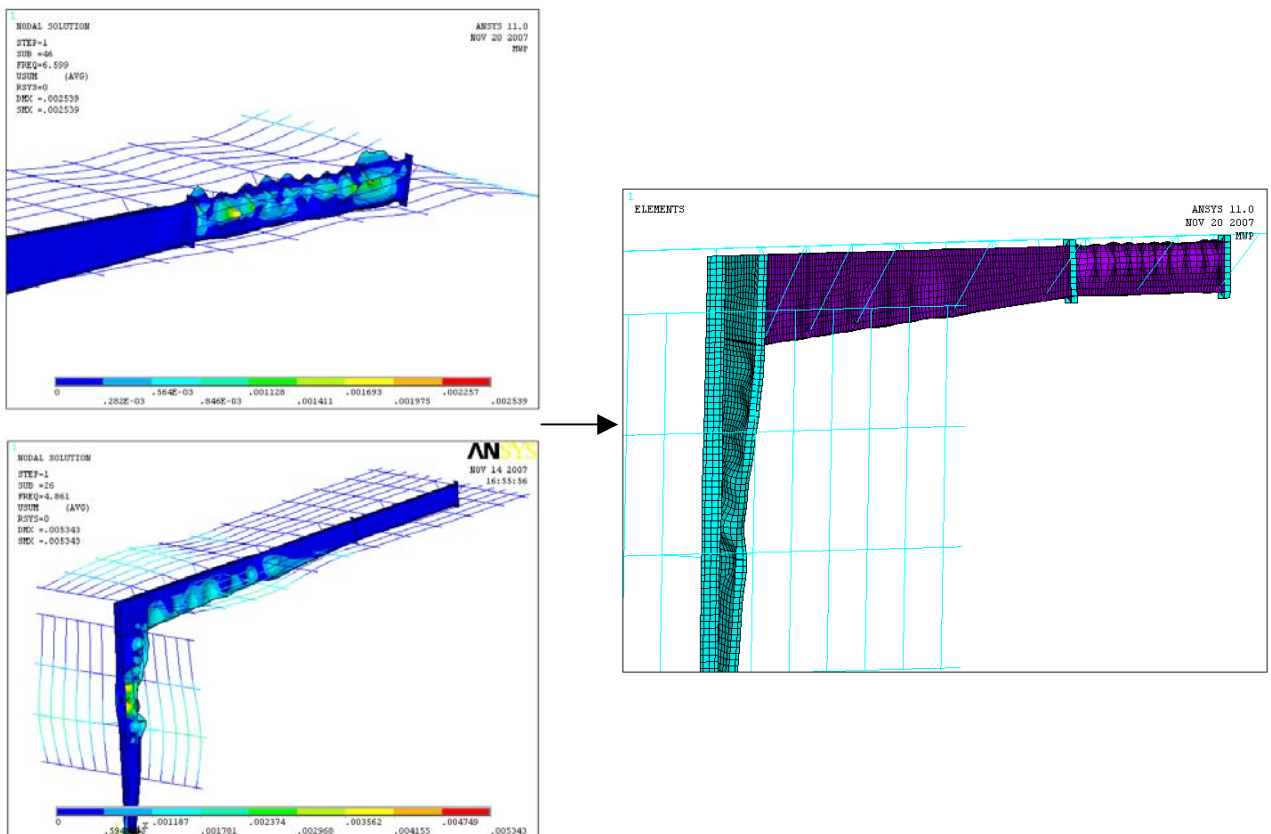 1
NODAL SOLUTION
STEP=1
SUB =46
FREQ=6.599
USUM (AVG)
RSYS=0
DMX =.002539
SMX =.002539
ANSYS 11.0
NOV 20 2007
MWP
0 .564E-03 .001128 .001693 .002257
.282E-03 .846E-03 .001411 .001975 .002539
1
NODAL SOLUTION
STEP=1
SUB =26
FREQ=4.861
USUM (AVG)
RSYS=0
DMX =.005343
SMX =.005343
ANSYS
NOV 14 2007
16:55:56
0 .001187 .002374 .003562 .004749
.001781 .002968 .004155 .005343
1
ELEMENTS
ANSYS 11.0
NOV 20 2007
MWP